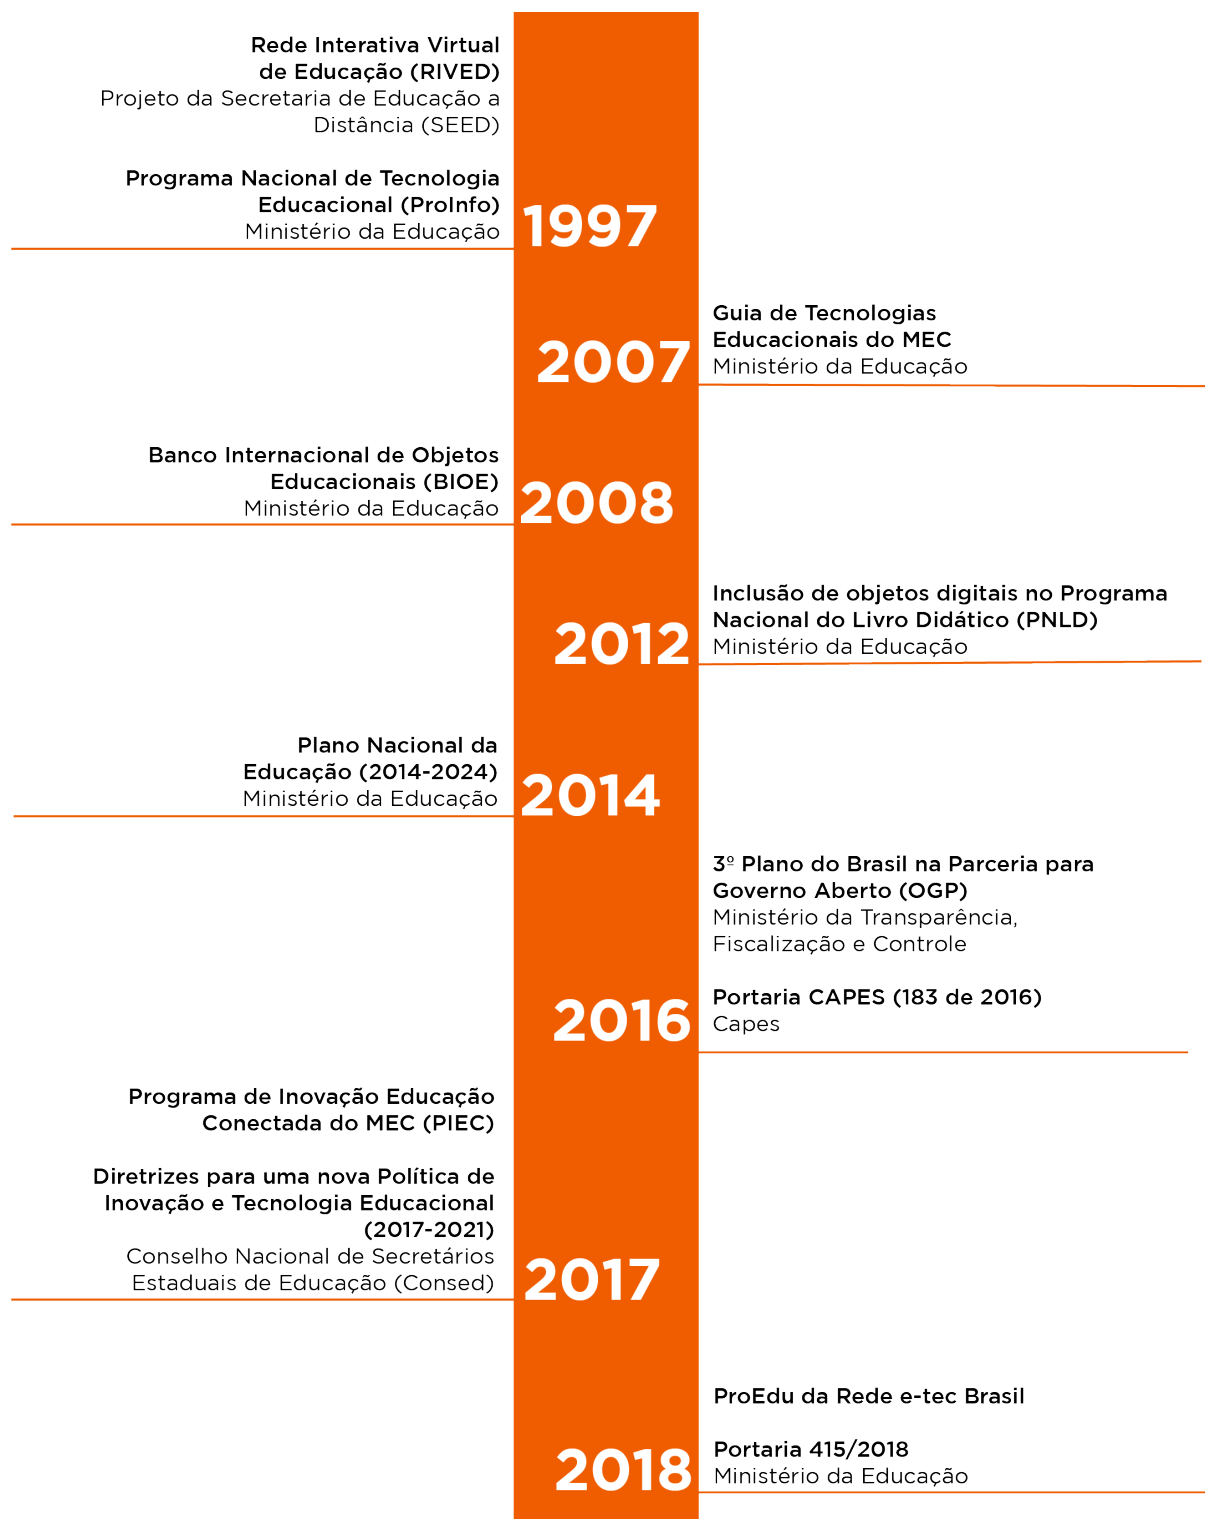 Rede Interativa Virtual
de Educação (RIVED)
Projeto da Secretaria de Educação a
Distância (SEED)
Programa Nacional de Tecnologia
Educacional (ProInfo)
Ministério da Educação
1997
Guia de Tecnologias
Educacionais do MEC
Ministério da Educação
2007
Banco Internacional de Objetos
Educacionais (BIOE)
Ministério da Educação
2008
Inclusão de objetos digitais no Programa
Nacional do Livro Didático (PNLD)
Ministério da Educação
2012
Plano Nacional da
Educação (2014-2024)
Ministério da Educação
2014
3º Plano do Brasil na Parceria para
Governo Aberto (OGP)
Ministério da Transparência,
Fiscalização e Controle
Portaria CAPES (183 de 2016)
Capes
2016
Programa de Inovação Educação
Conectada do MEC (PIEC)
Diretrizes para uma nova Política de
Inovação e Tecnologia Educacional
(2017-2021)
Conselho Nacional de Secretários
Estaduais de Educação (Consed)
2017
ProEdu da Rede e-tec Brasil
Portaria 415/2018
Ministério da Educação
2018